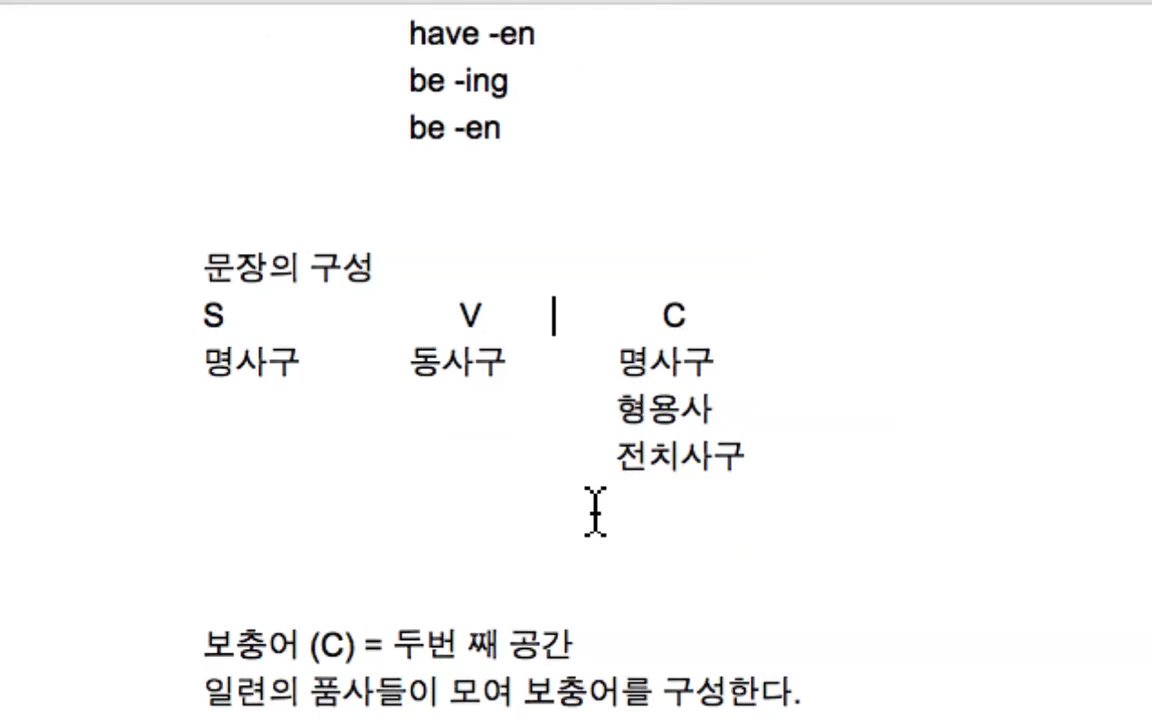 have -en
be -ing
be -en
문장의 구성
S V | C
명사구 동사구 명사구
형용사
전치사구
보충어 (C) = 두번 째 공간
일련의 품사들이 모여 보충어를 구성한다.